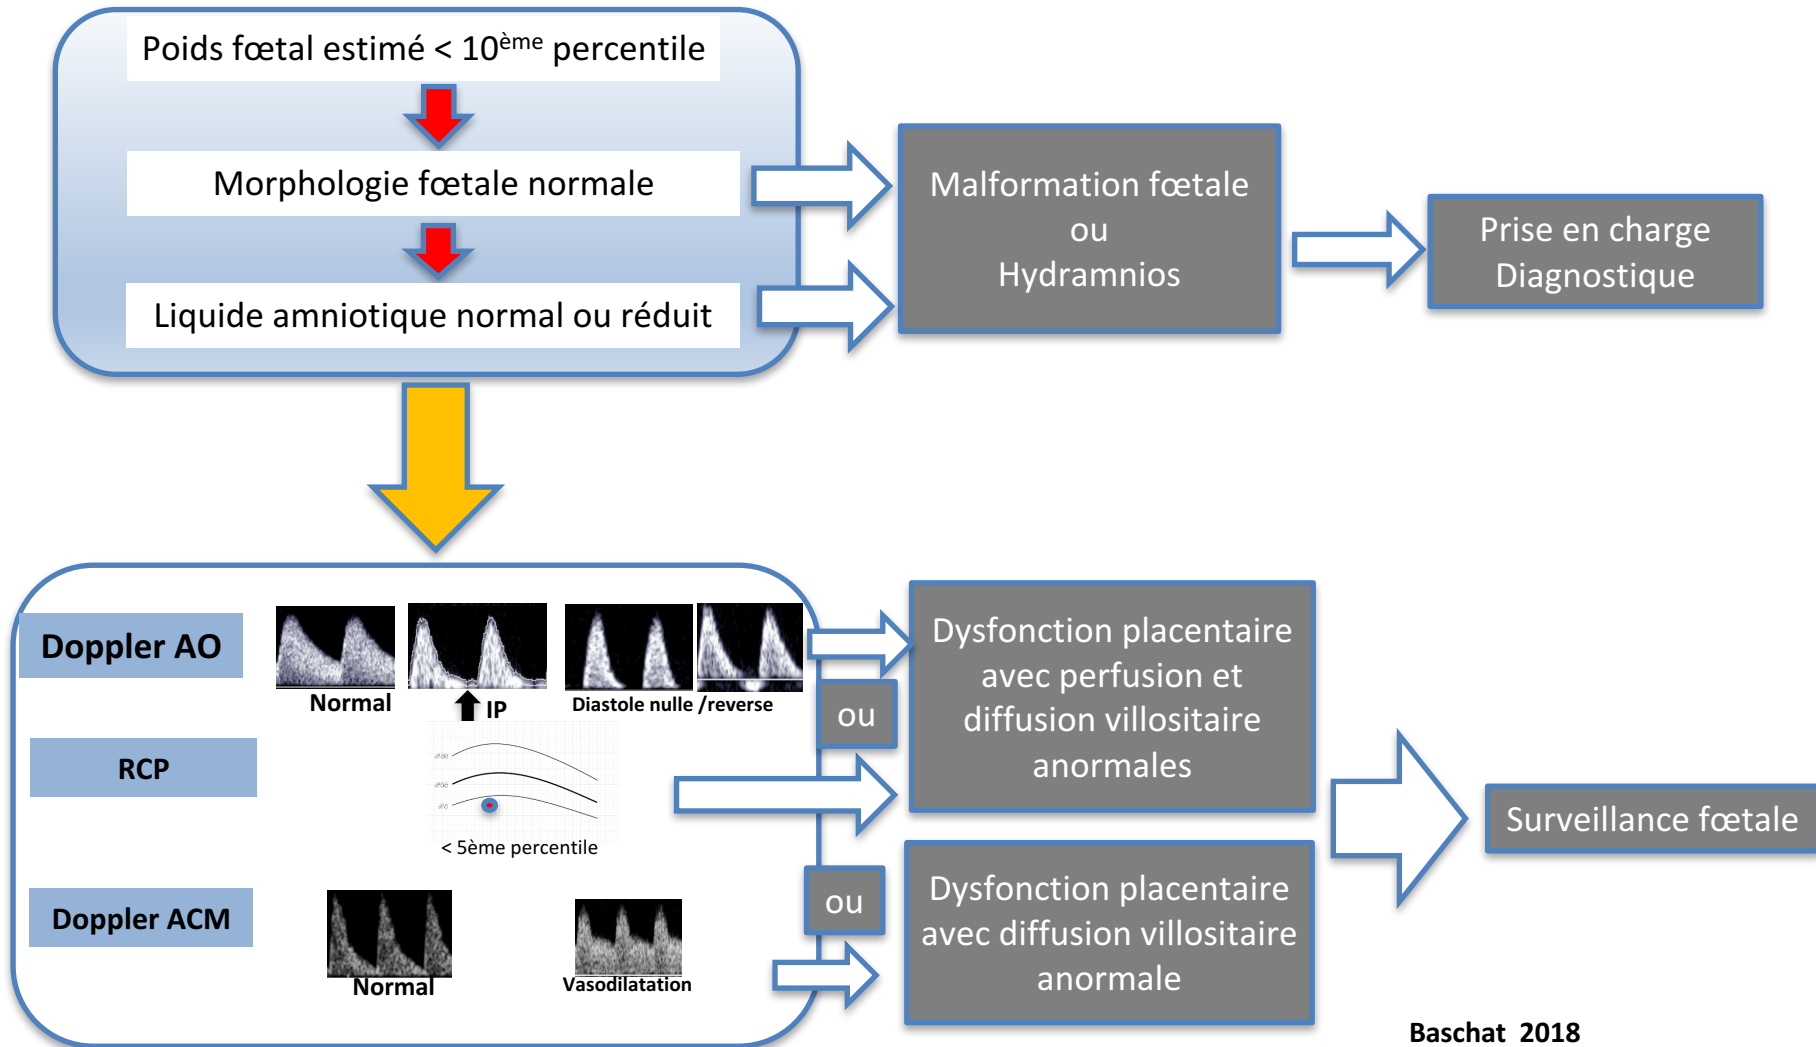 Poids fœtal estimé < 10ème percentile
Morphologie fœtale normale
Liquide amniotique normal ou réduit
Malformation fœtale
ou
Hydramnios
Prise en charge
Diagnostique
Doppler AO
Normal
IP
Diastole nulle /reverse
RCP
< 5ème percentile
Doppler ACM
Normal
Vasodilatation
ou
Dysfonction placentaire
avec perfusion et
diffusion villositaire
anormales
ou
Dysfonction placentaire
avec diffusion villositaire
anormale
Surveillance fœtale
Baschat 2018